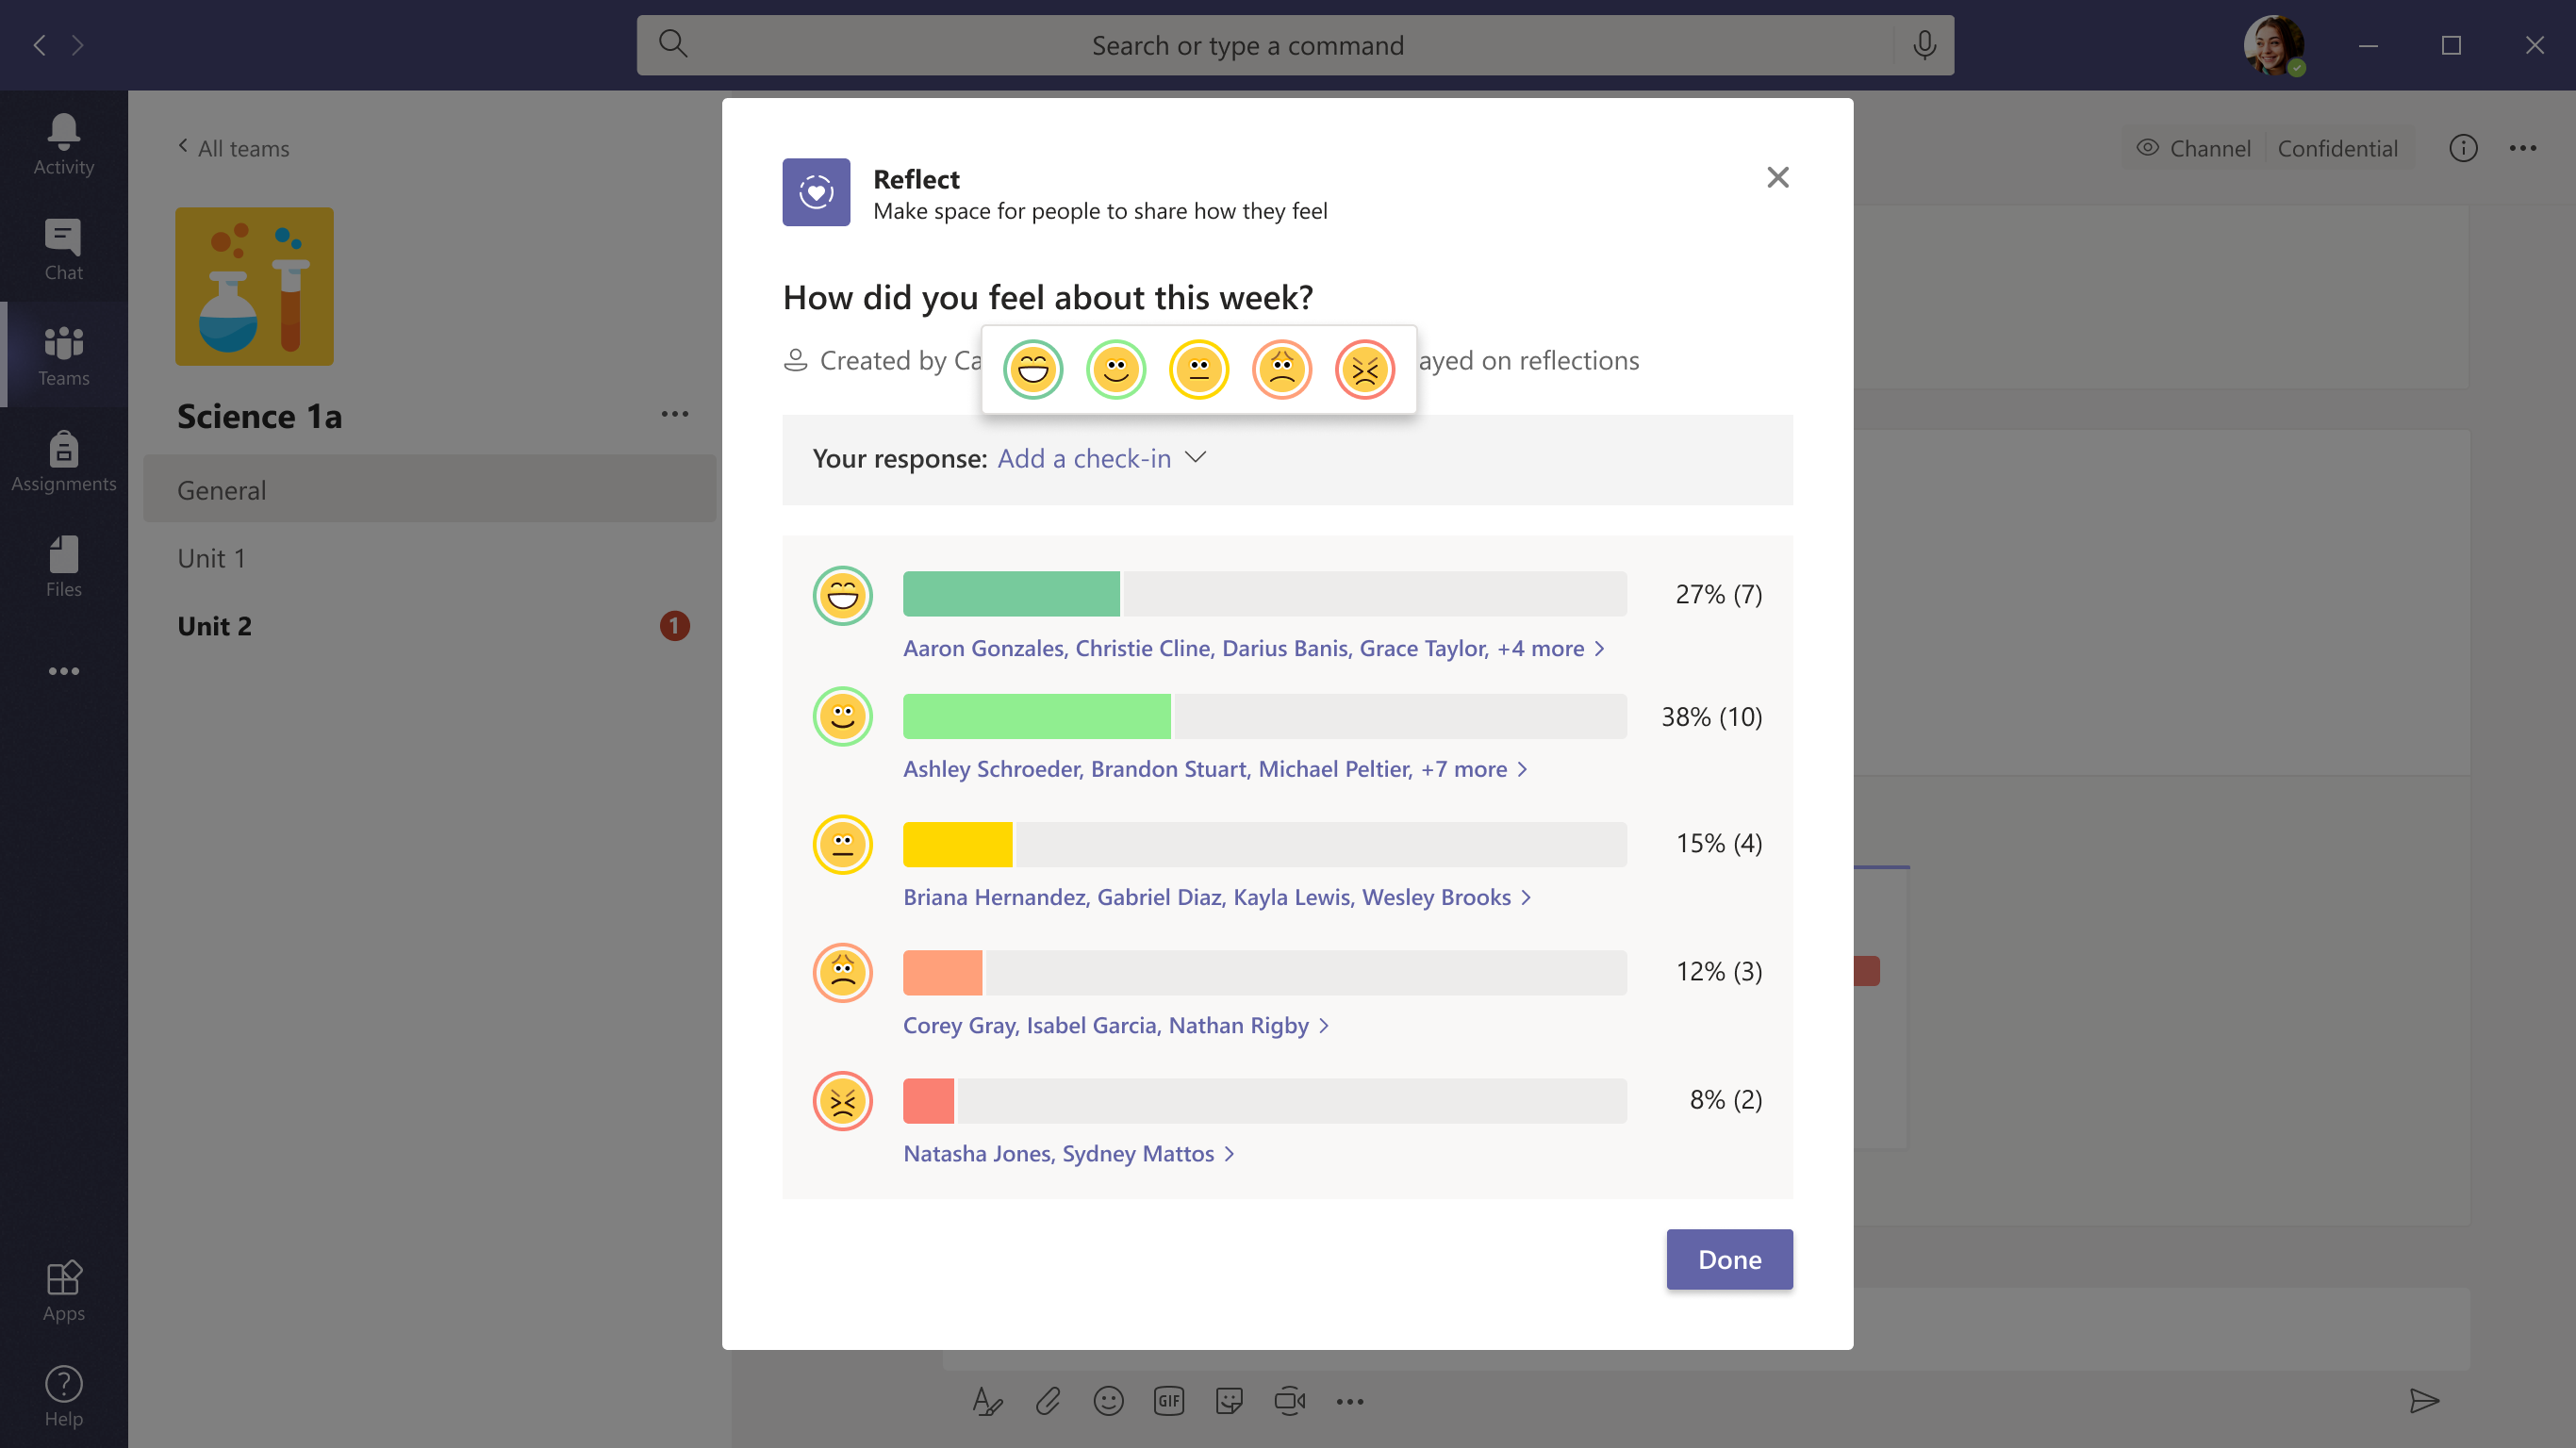 Search or type a command
Activity
Chat
Teams
Assignments
Files
Apps
Help
All teams
Science 1a
General
Unit 1
Unit 2
1
Channel
Confidential
Reflect
Make space for people to share how they feel
How did you feel about this week?
Created by on reflections
Your response: Add a check-in
27% (7)
Aaron Gonzales, Christie Cline, Darius Banis, Grace Taylor, +4 more
38% (10)
Ashley Schroeder, Brandon Stuart, Michael Peltier, +7 more
15% (4)
Briana Hernandez, Gabriel Diaz, Kayla Lewis, Wesley Brooks
12% (3)
Corey Gray, Isabel Garcia, Nathan Rigby
8% (2)
Natasha Jones, Sydney Mattos
Done
GIF